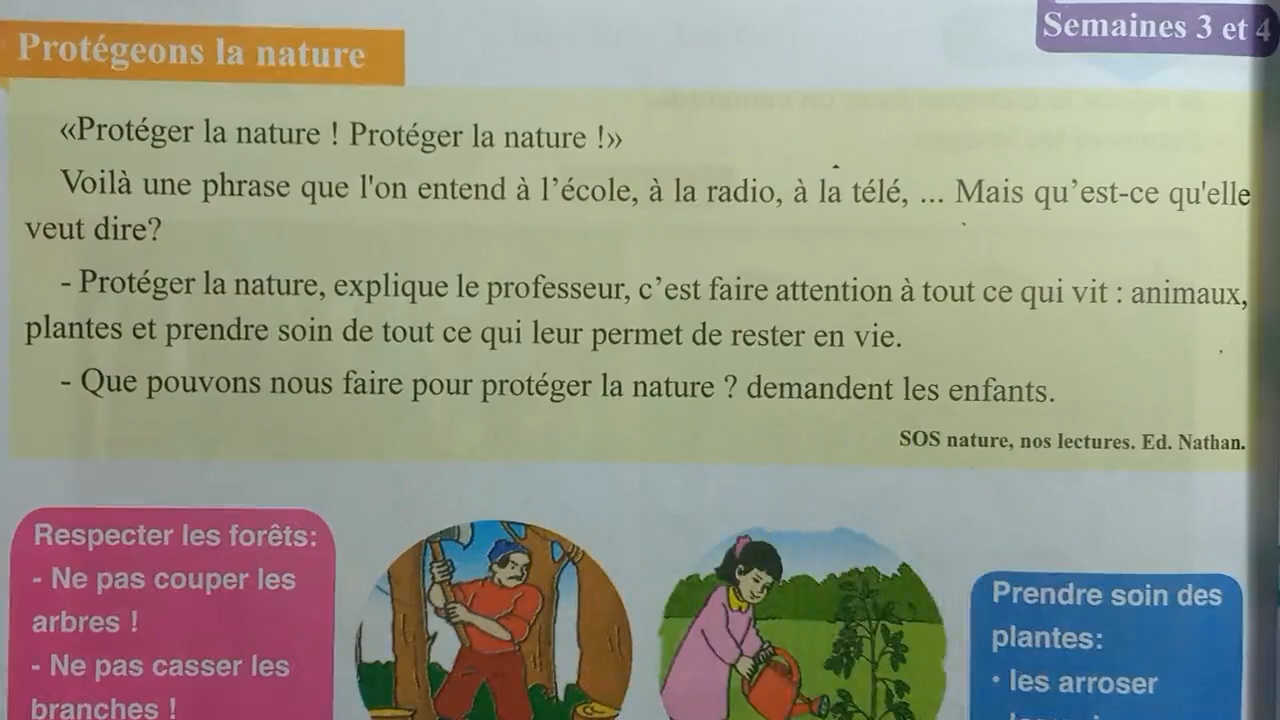 Semaines 3 et 4
Protégeons la nature
«Protéger la nature ! Protéger la nature !»
Voilà une phrase que l'on entend à l’école, à la radio, à la télé, ... Mais qu’est-ce qu'elle
veut dire?
- Protéger la nature, explique le professeur, c’est faire attention à tout ce qui vit : animaux,
plantes et prendre soin de tout ce qui leur permet de rester en vie.
- Que pouvons nous faire pour protéger la nature ? demandent les enfants.
SOS nature, nos lectures. Ed. Nathan.
Respecter les forêts:
- Ne pas couper les
arbres !
- Ne pas casser les
branches !
Prendre soin des
plantes:
• les arroser